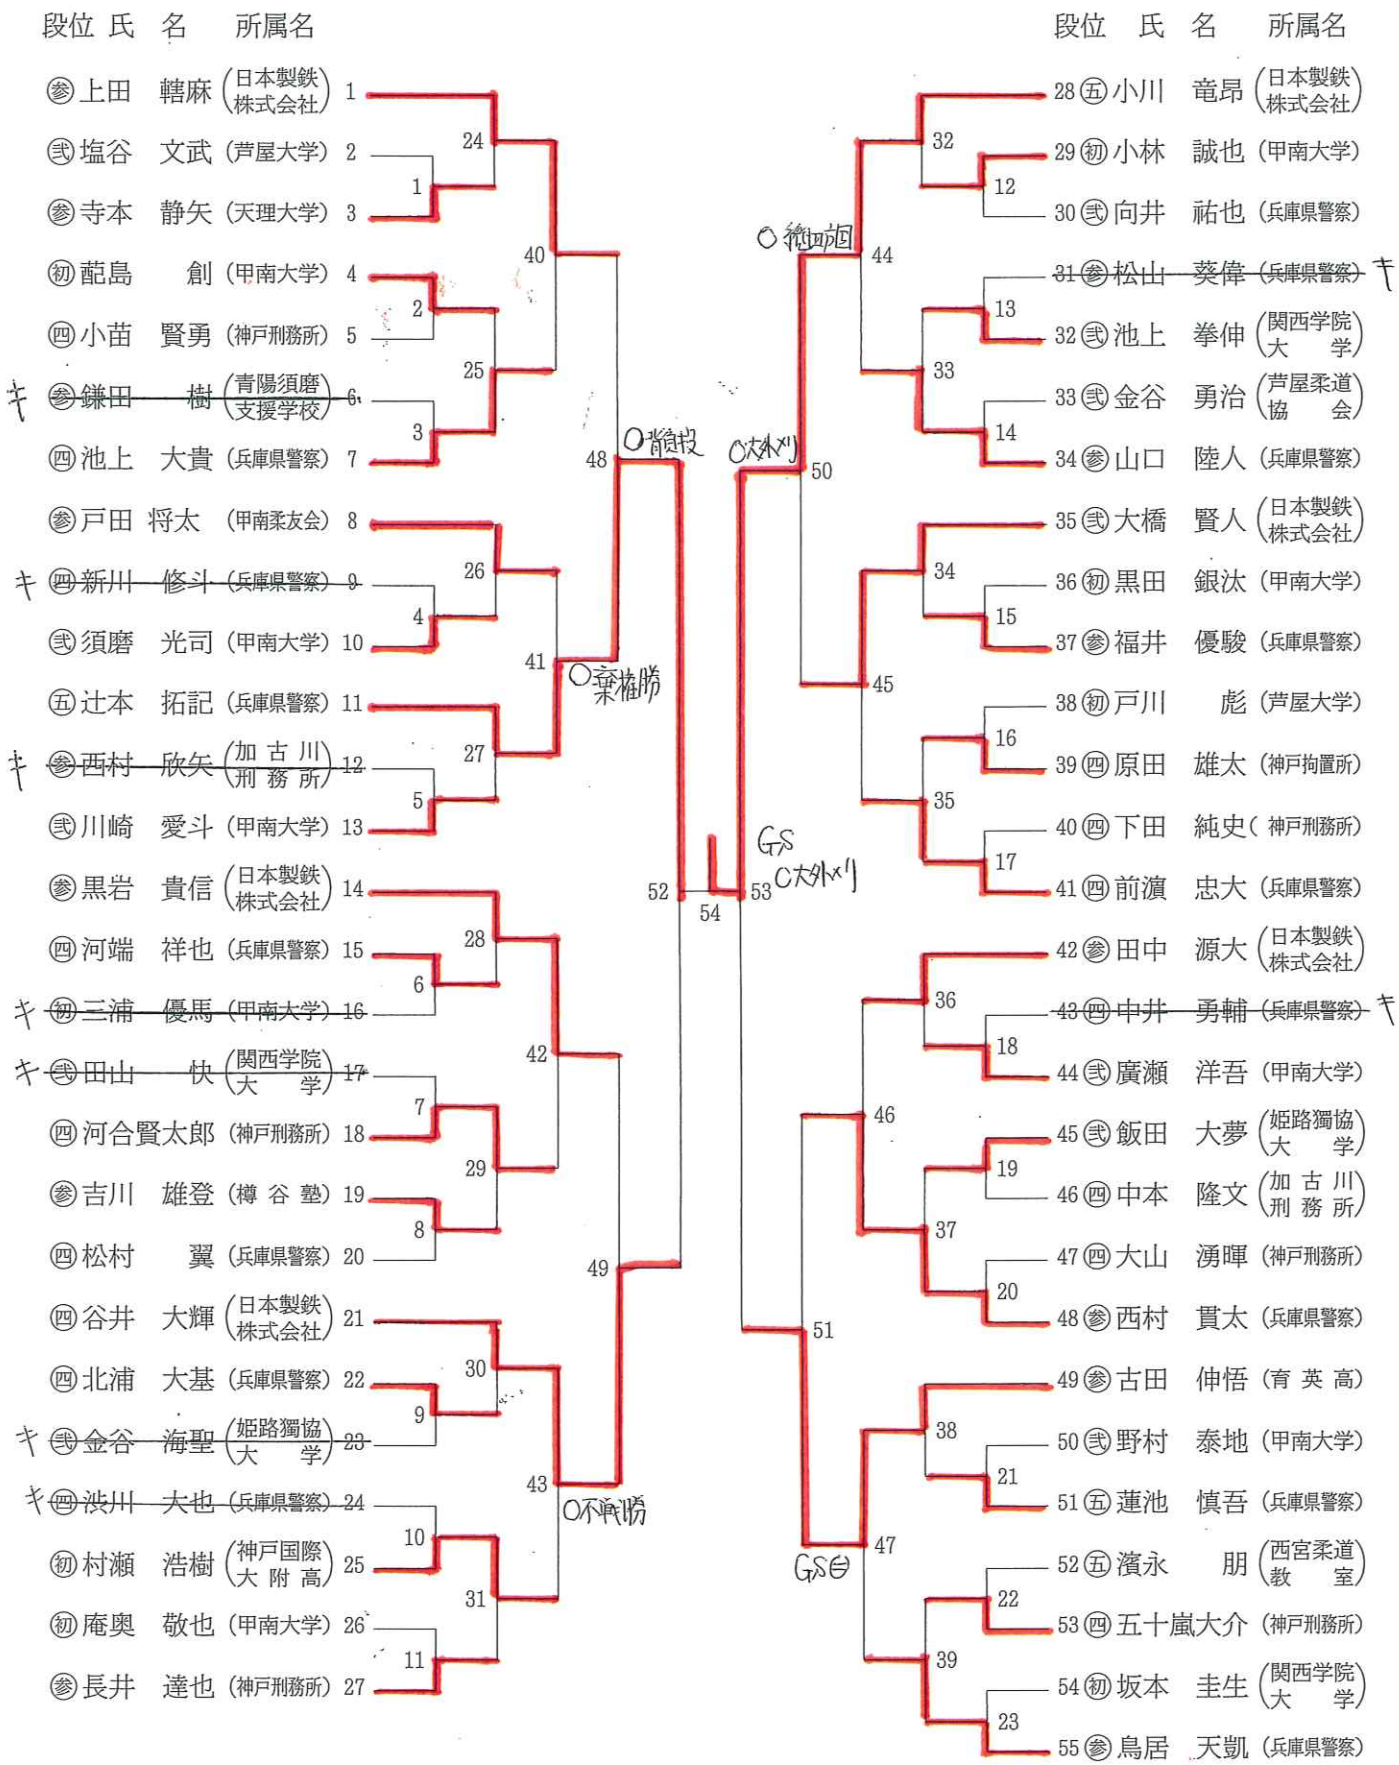 段位 氏 名 所属名
参 上田 轄麻 (日本製鉄株式会社) 1
弐 塩谷 文武 (芦屋大学) 2
参 寺本 静矢 (天理大学) 3
初 蓜島 創 (甲南大学) 4
四 小苗 賢勇 (神戸刑務所) 5
キ 参 鎌田 樹 (青陽須磨支援学校) 6
四 池上 大貴 (兵庫県警察) 7
参 戸田 将太 (甲南柔友会) 8
キ 四 新川 修斗 (兵庫県警察) 9
弐 須磨 光司 (甲南大学) 10
五 辻本 拓記 (兵庫県警察) 11
キ 参 西村 欣矢 (加古川刑務所) 12
弐 川崎 愛斗 (甲南大学) 13
参 黒岩 貴信 (日本製鉄株式会社) 14
四 河端 祥也 (兵庫県警察) 15
キ 初 三浦 優馬 (甲南大学) 16
キ 弐 田山 快 (関西学院大学) 17
四 河合賢太郎 (神戸刑務所) 18
参 吉川 雄登 (樽谷塾) 19
四 松村 翼 (兵庫県警察) 20
四 谷井 大輝 (日本製鉄株式会社) 21
四 北浦 大基 (兵庫県警察) 22
キ 弐 金谷 海聖 (姫路獨協大学) 23
キ 四 渋川 大也 (兵庫県警察) 24
初 村瀬 浩樹 (神戸国際大附高) 25
初 庵奥 敬也 (甲南大学) 26
参 長井 達也 (神戸刑務所) 27
1
2
3
4
5
6
7
8
9
10
11
24
25
26
27
28
29
30
31
40
41
○棄権勝
42
43
○不戦勝
48
○背負投
49
52
54
53
GS
○大外刈
○大外刈
50
51
44
45
46
47
GS
32
33
34
35
36
37
38
39
12
13
14
15
16
17
18
19
20
21
22
23
段位 氏 名 所属名
28 五 小川 竜昂 (日本製鉄株式会社)
29 初 小林 誠也 (甲南大学)
30 弐 向井 祐也 (兵庫県警察)
31 参 松山 葵偉 (兵庫県警察) キ
32 弐 池上 拳伸 (関西学院大学)
33 弐 金谷 勇治 (芦屋柔道協会)
34 参 山口 陸人 (兵庫県警察)
35 弐 大橋 賢人 (日本製鉄株式会社)
36 初 黒田 銀汰 (甲南大学)
37 参 福井 優駿 (兵庫県警察)
38 初 戸川 彪 (芦屋大学)
39 四 原田 雄太 (神戸拘置所)
40 四 下田 純史 (神戸刑務所)
41 四 前濵 忠大 (兵庫県警察)
42 参 田中 源大 (日本製鉄株式会社)
43 四 中井 勇輔 (兵庫県警察) キ
44 弐 廣瀬 洋吾 (甲南大学)
45 弐 飯田 大夢 (姫路獨協大学)
46 四 中本 隆文 (加古川刑務所)
47 四 大山 湧暉 (神戸刑務所)
48 参 西村 貫太 (兵庫県警察)
49 参 古田 伸悟 (育英高)
50 弐 野村 泰地 (甲南大学)
51 五 蓮池 慎吾 (兵庫県警察)
52 五 濱永 朋 (西宮柔道教室)
53 四 五十嵐大介 (神戸刑務所)
54 初 坂本 圭生 (関西学院大学)
55 参 鳥居 天凱 (兵庫県警察)